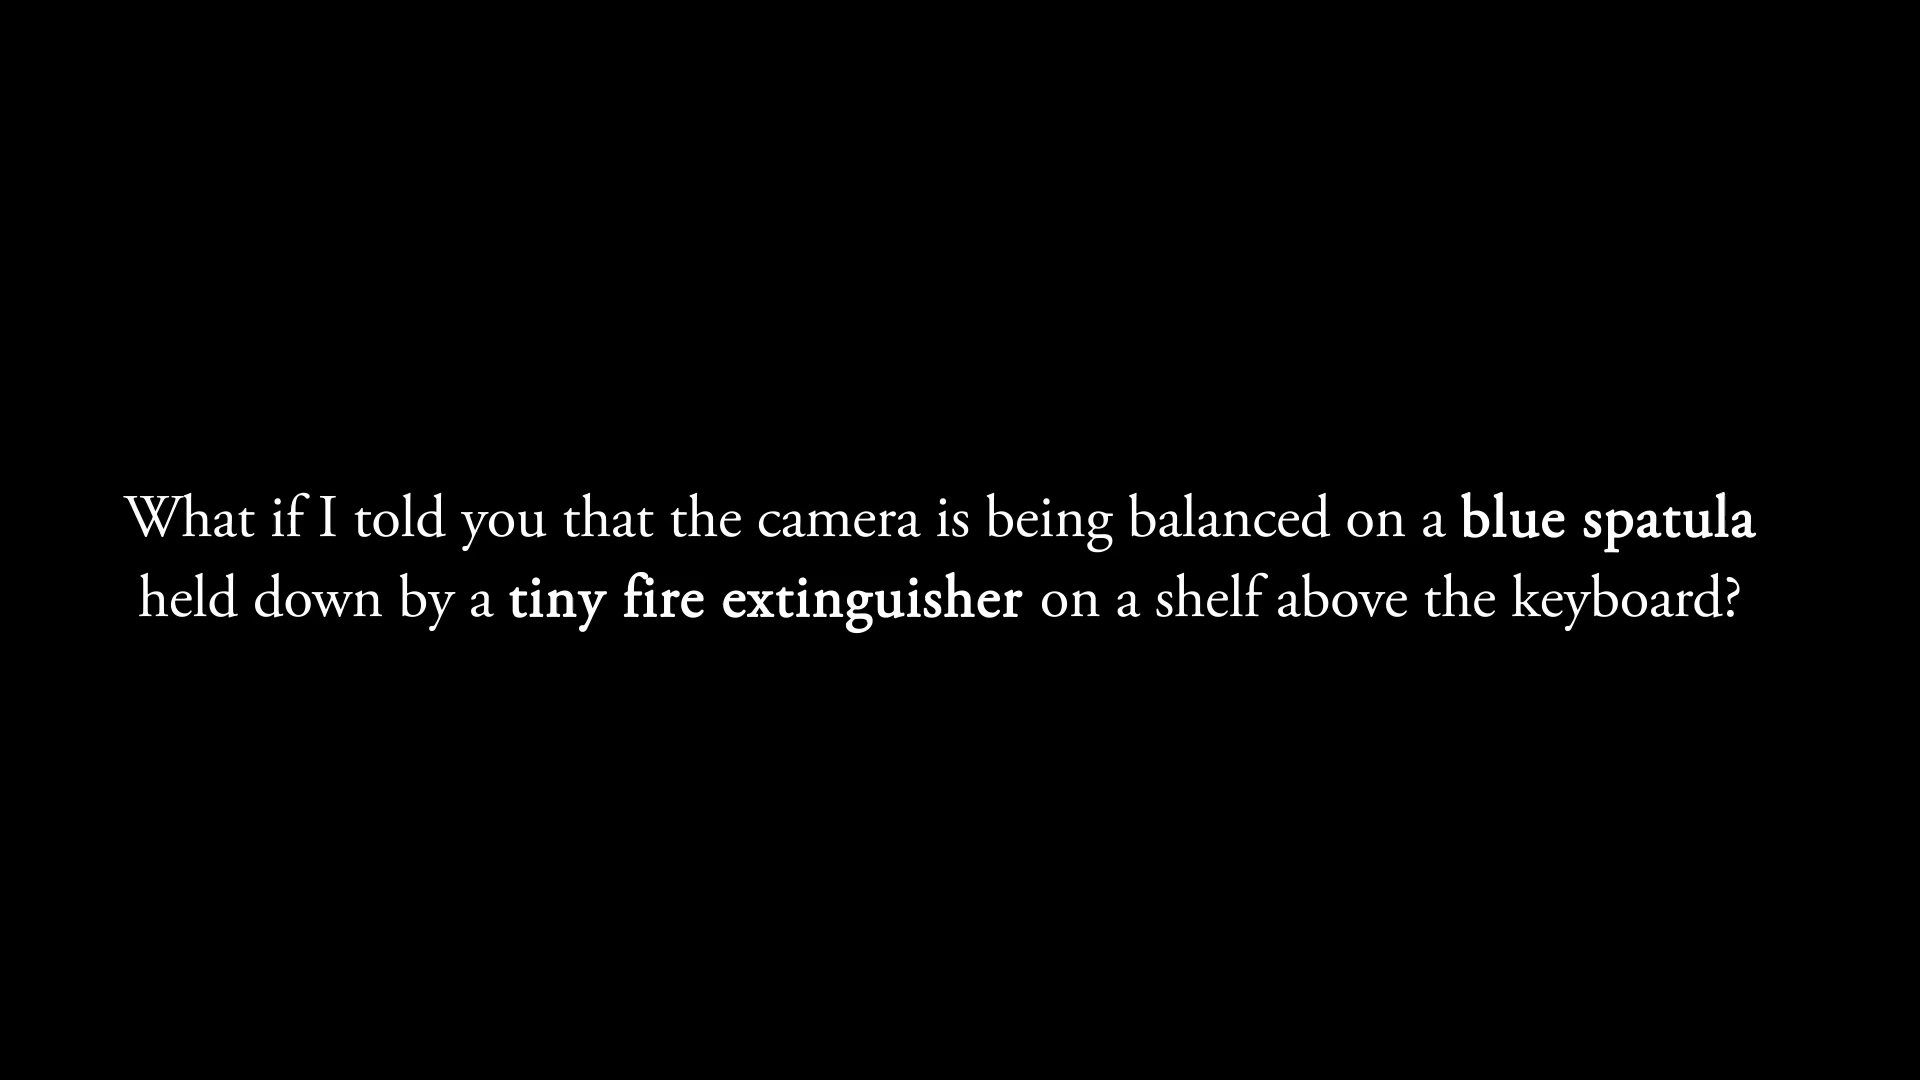 What if I told you that the camera is being balanced on a blue spatula
held down by a tiny fire extinguisher on a shelf above the keyboard?